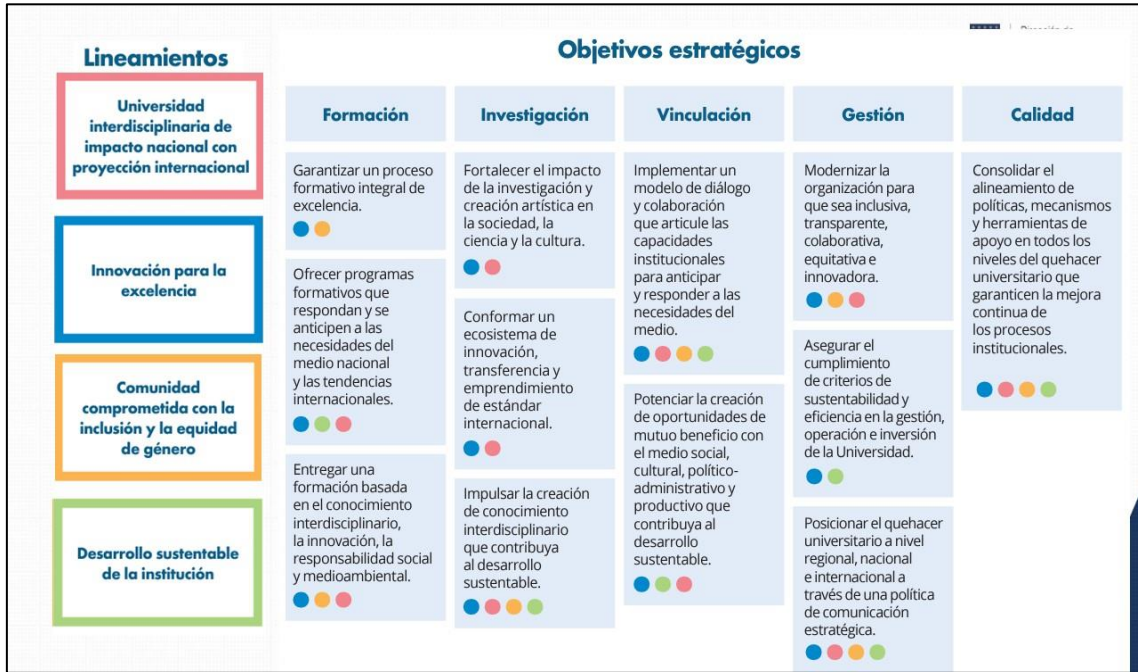 Lineamientos
Universidad
interdisciplinaria de
impacto nacional con
proyección internacional
Innovación para la
excelencia
Comunidad
comprometida con la
inclusión y la equidad
de género
Desarrollo sustentable
de la institución
Objetivos estratégicos
Formación
Garantizar un proceso
formativo integral de
excelencia.
Ofrecer programas
formativos que
respondan y se
anticipen a las
necesidades del
medio nacional
y las tendencias
internacionales.
Entregar una
formación basada
en el conocimiento
interdisciplinario,
la innovación, la
responsabilidad social
y medioambiental.
Investigación
Fortalecer el impacto
de la investigación y
creación artística en
la sociedad, la
ciencia y la cultura.
Conformar un
ecosistema de
innovación,
transferencia y
emprendimiento
de estándar
internacional.
Impulsar la creación
de conocimiento
interdisciplinario
que contribuya
al desarrollo
sustentable.
Vinculación
Implementar un
modelo de diálogo
y colaboración
que articule las
capacidades
institucionales
para anticipar
y responder a las
necesidades del
medio.
Potenciar la creación
de oportunidades de
mutuo beneficio con
el medio social,
cultural, político-
administrativo y
productivo que
contribuya al
desarrollo
sustentable.
Gestión
Modernizar la
organización para
que sea inclusiva,
transparente,
colaborativa,
equitativa e
innovadora.
Asegurar el
cumplimiento
de criterios de
sustentabilidad y
eficiencia en la gestión,
operación e inversión
de la Universidad.
Posicionar el quehacer
universitario a nivel
regional, nacional
e internacional a
través de una política
de comunicación
estratégica.
Calidad
Consolidar el
alineamiento de
políticas, mecanismos
y herramientas de
apoyo en todos los
niveles del quehacer
universitario que
garanticen la mejora
continua de
los procesos
institucionales.